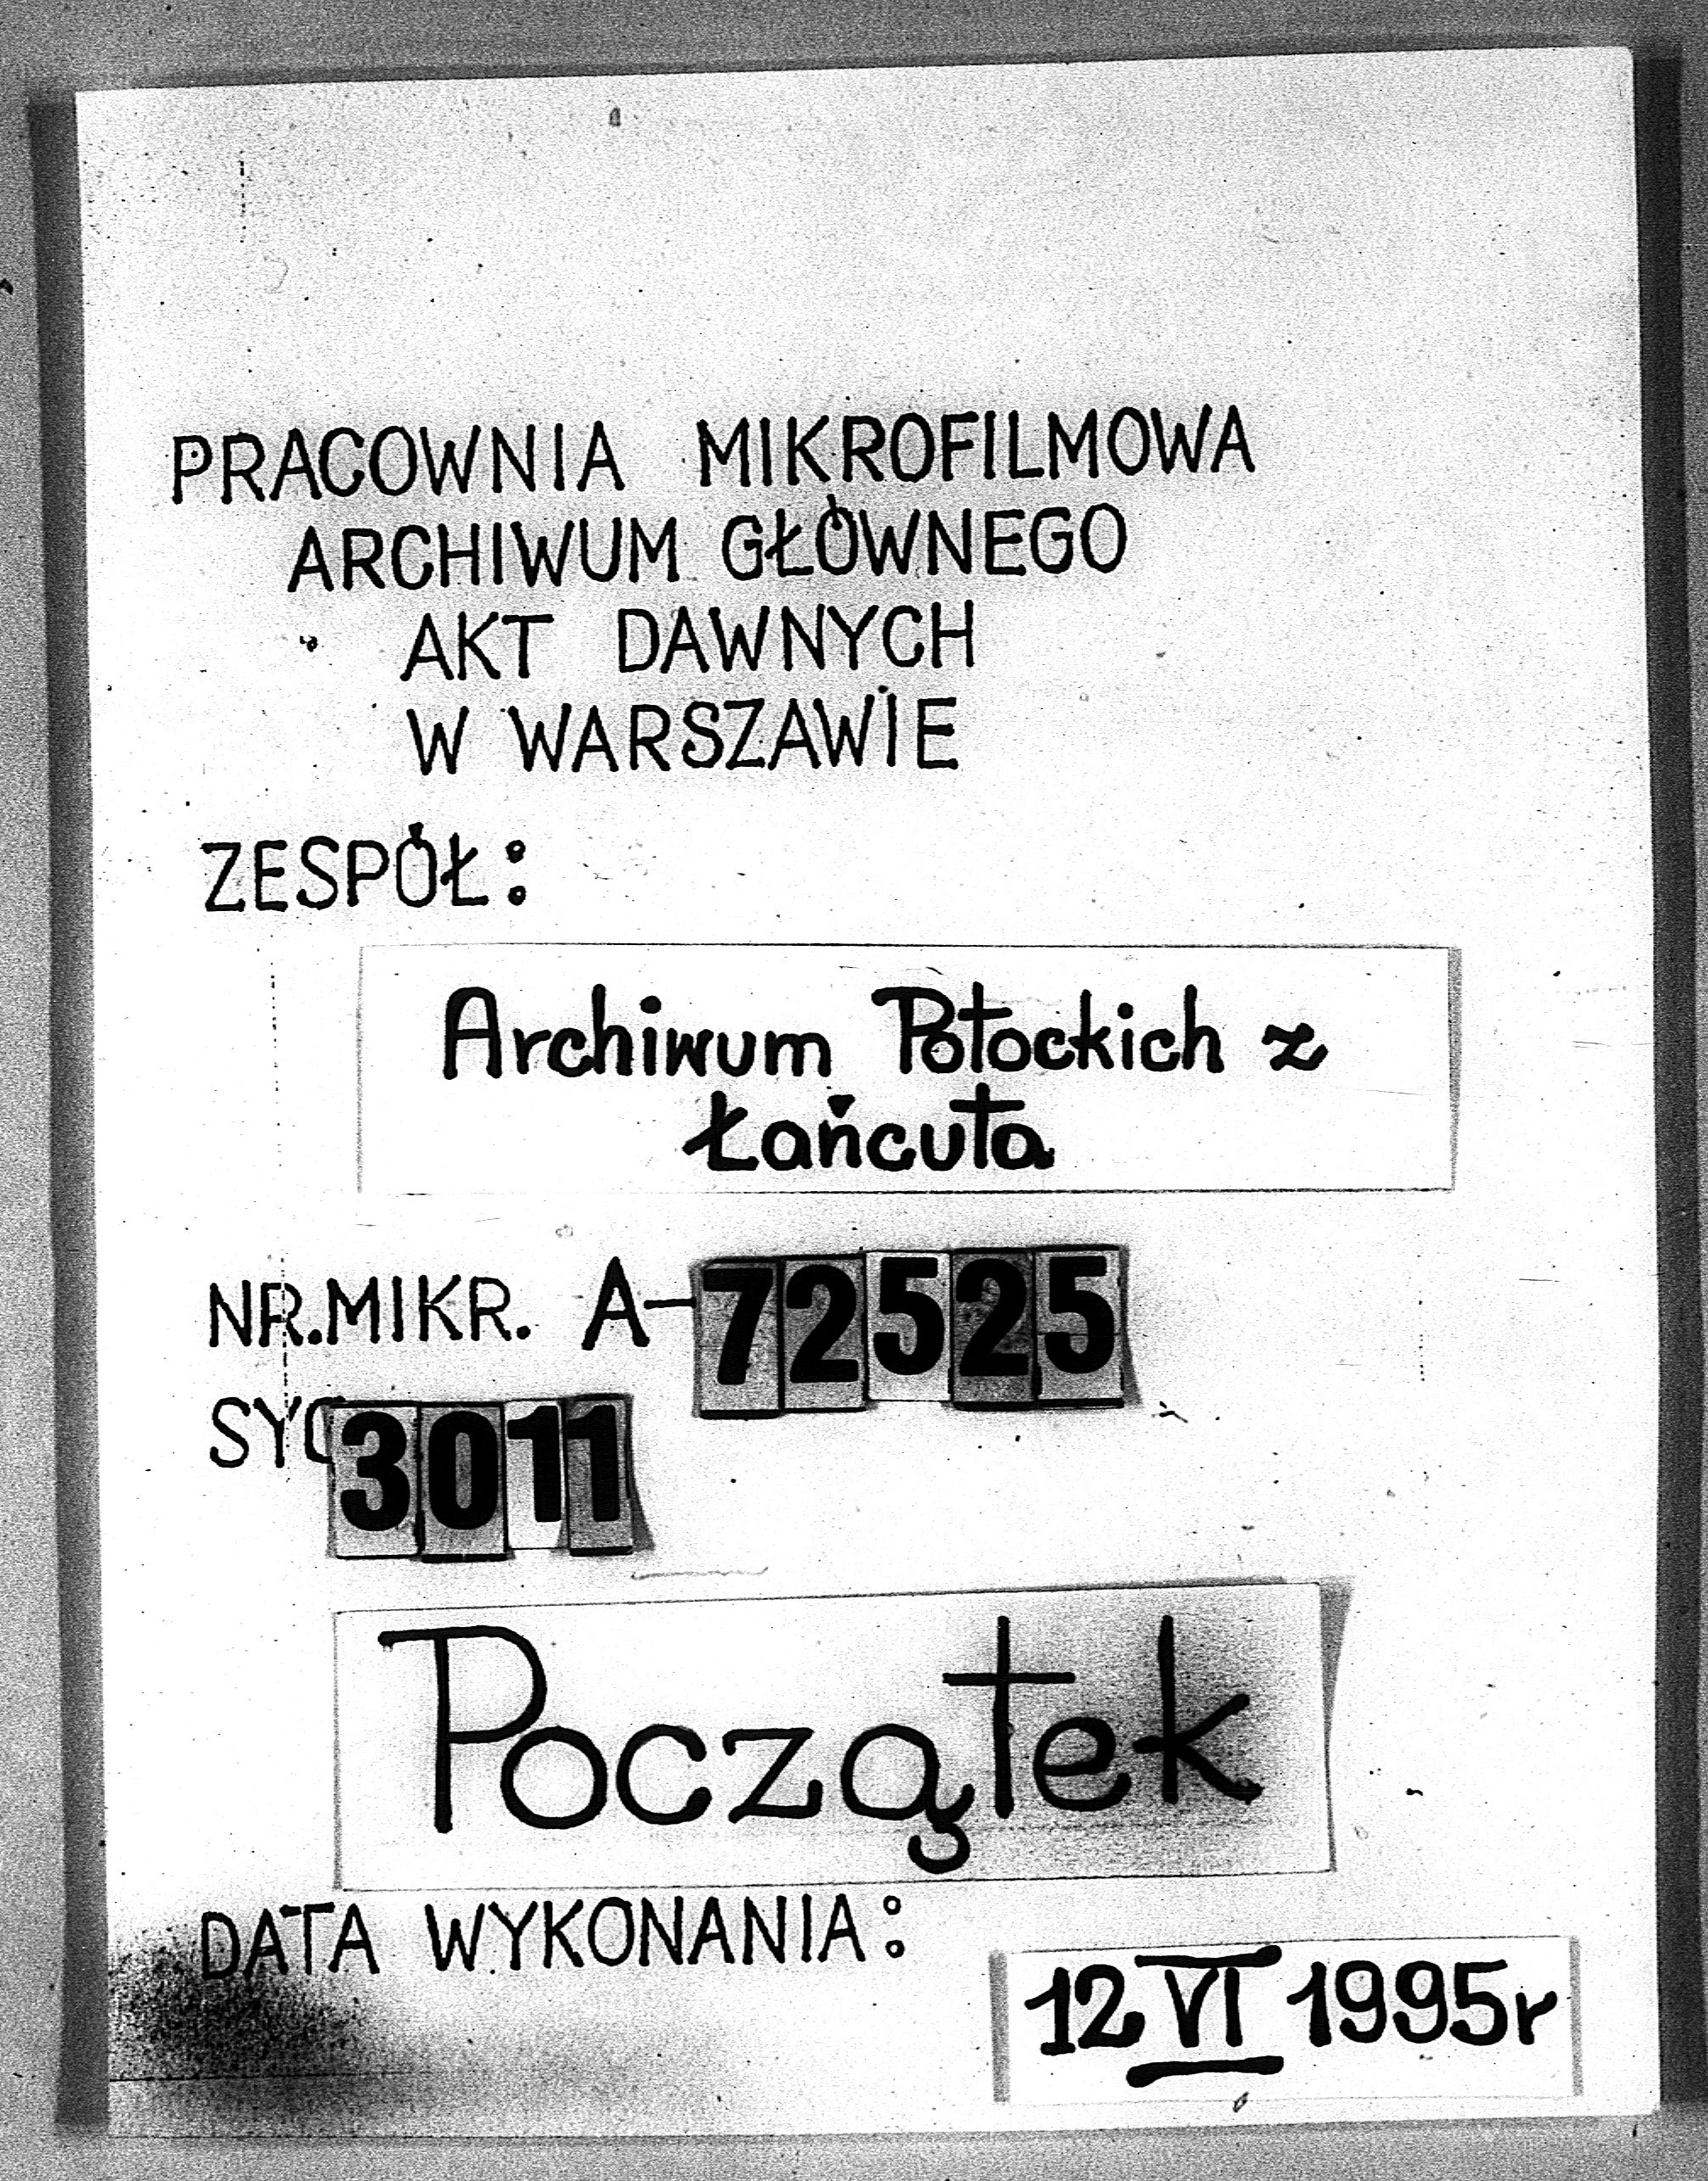 PRACOWNIA MIKROFILMOWA
ARCHIWUM GŁÓWNEGO
AKT DAWNYCH
W WARSZAWIE
ZESPÓŁ:
Archiwum Potockich z
Łańcuta
NR.MIKR. A-72525
SYG 3011
Początek
DATA WYKONANIA:
12 VI 1995r